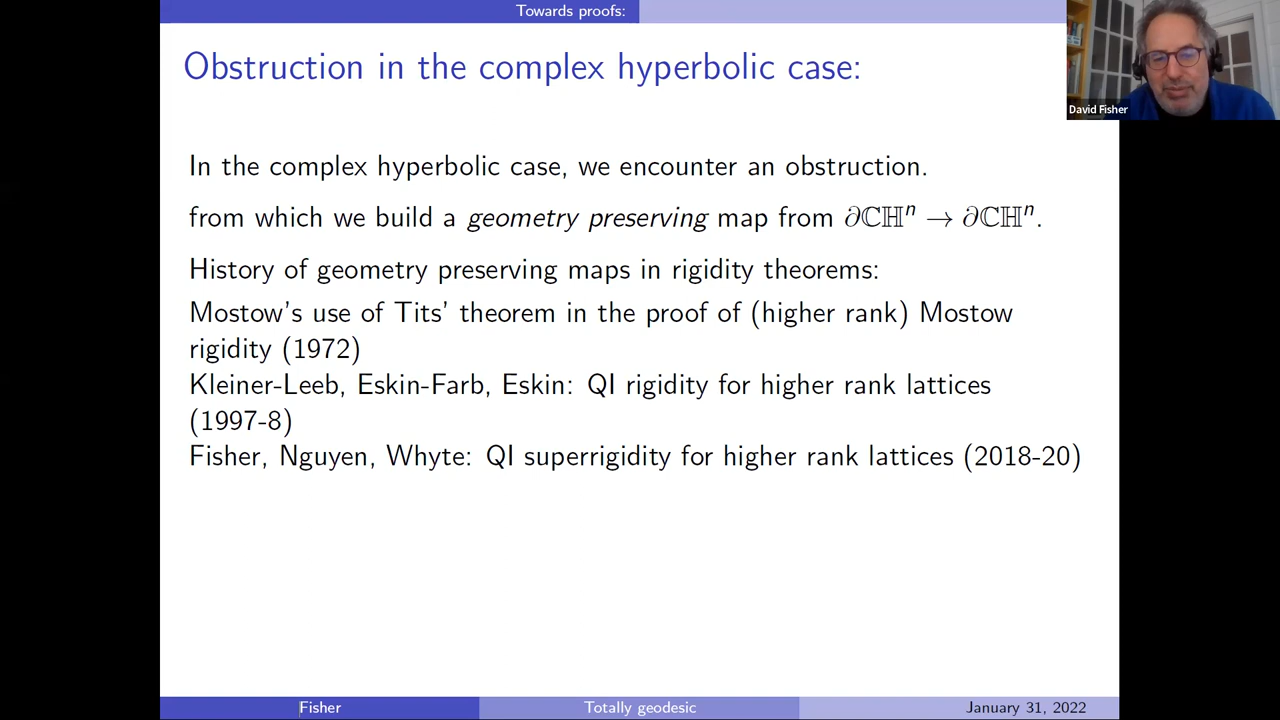 Towards proofs:
Obstruction in the complex hyperbolic case:
David Fisher
In the complex hyperbolic case, we encounter an obstruction.
from which we build a geometry preserving map from ∂ℂℍⁿ → ∂ℂℍⁿ.
History of geometry preserving maps in rigidity theorems:
Mostow's use of Tits' theorem in the proof of (higher rank) Mostow
rigidity (1972)
Kleiner-Leeb, Eskin-Farb, Eskin: QI rigidity for higher rank lattices
(1997-8)
Fisher, Nguyen, Whyte: QI superrigidity for higher rank lattices (2018-20)
Fisher
Totally geodesic
January 31, 2022